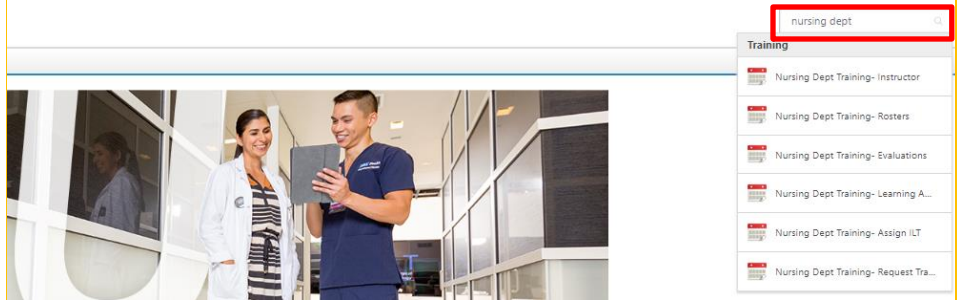 nursing dept
Training
Nursing Dept Training- Instructor
Nursing Dept Training- Rosters
Nursing Dept Training- Evaluations
Nursing Dept Training- Learning A...
Nursing Dept Training- Assign ILT
Nursing Dept Training- Request Tra...